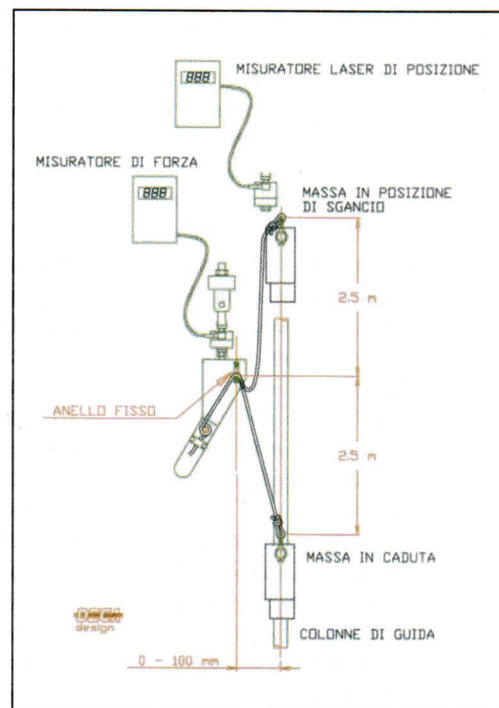 888
MISURATORE LASER DI POSIZIONE
MISURATORE DI FORZA
888
MASSA IN POSIZIONE
DI SGANCIO
2.5 m
ANELLO FISSO
2.5 m
MASSA IN CADUTA
DEGA
design
COLONNE DI GUIDA
0 - 100 mm